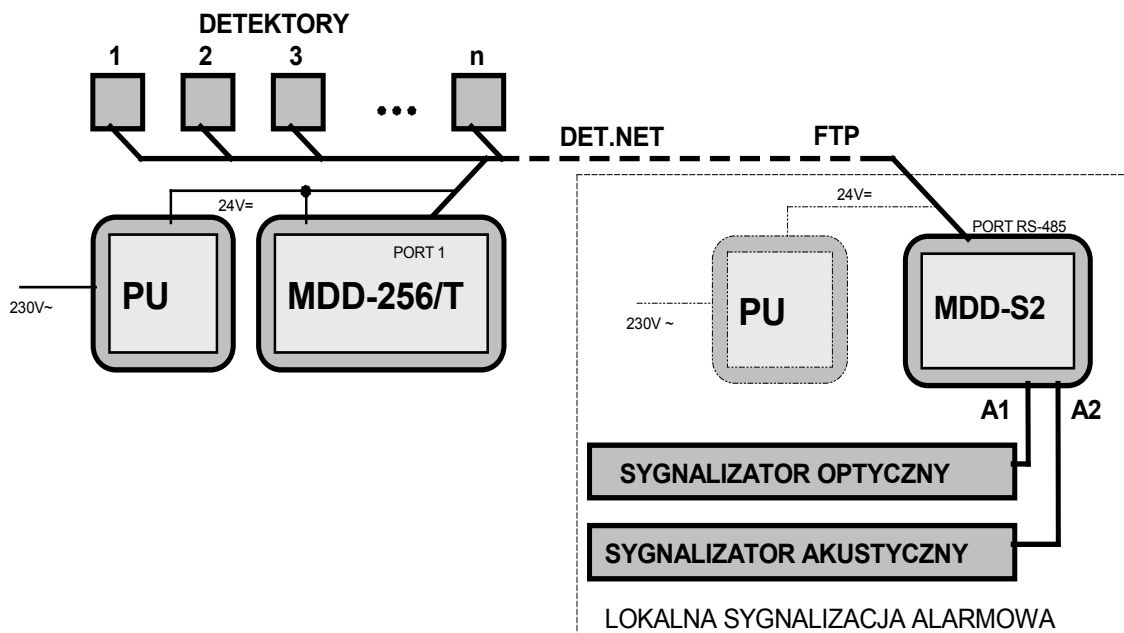 DETEKTORY
1 2 3 ... n
DET.NET FTP
24V=
PORT 1
PU
MDD-256/T
230V~
24V=
PORT RS-485
230V ~
PU
MDD-S2
A1 A2
SYGNALIZATOR OPTYCZNY
SYGNALIZATOR AKUSTYCZNY
LOKALNA SYGNALIZACJA ALARMOWA